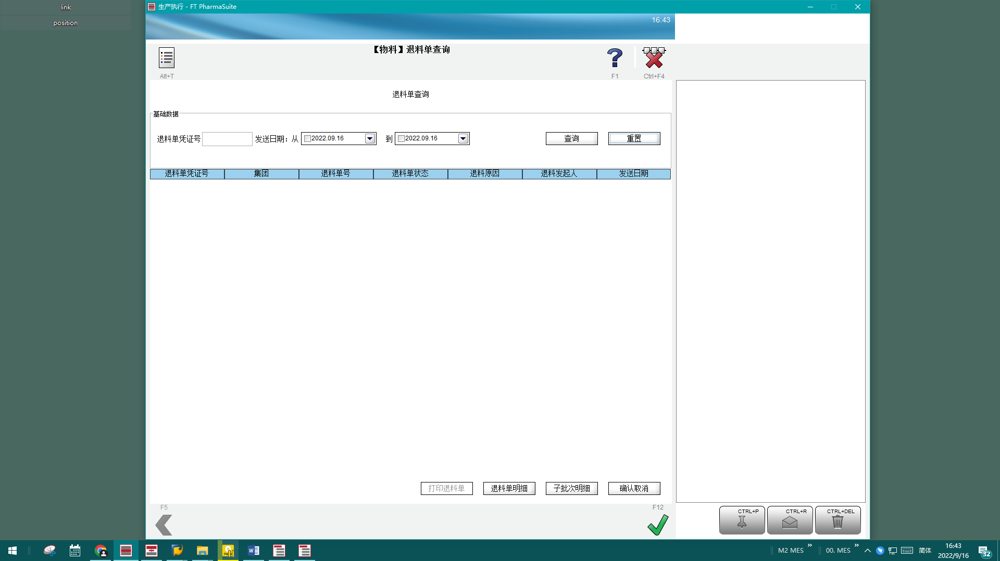 link
position
生产执行 - FT PharmaSuite
16:43
【物料】退料单查询
Alt+T
F1
Ctrl+F4
退料单查询
基础数据
退料单凭证号 发送日期：从 2022.09.16 到 2022.09.16 查询 重置
退料单凭证号 集团 退料单号 退料单状态 退料原因 退料发起人 发送日期
打印退料单 退料单明细 子批次明细 确认取消
F5
F12
CTRL+P
CTRL+R
CTRL+DEL
M2 MES
00. MES
简体
16:43
2022/9/16
32